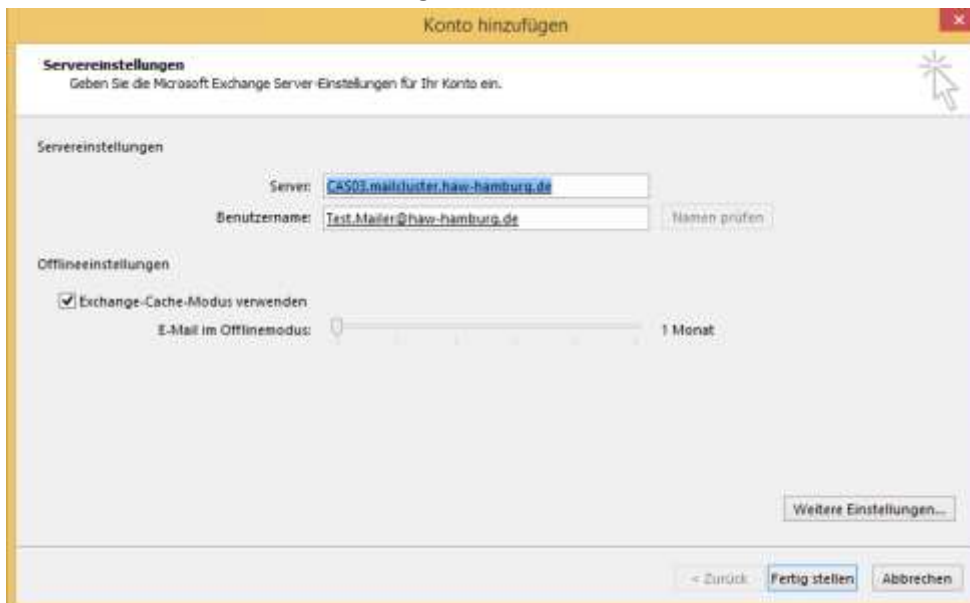 Konto hinzufügen
Servereinstellungen
Geben Sie die Microsoft Exchange Server-Einstellungen für Ihr Konto ein.
Servereinstellungen
Server: CAS03.mailcluster.haw-hamburg.de
Benutzername: Test.Mailer@haw-hamburg.de Namen prüfen
Offlineeinstellungen
Exchange-Cache-Modus verwenden
E-Mail im Offlinemodus: 1 Monat
Weitere Einstellungen...
< Zurück Fertig stellen Abbrechen